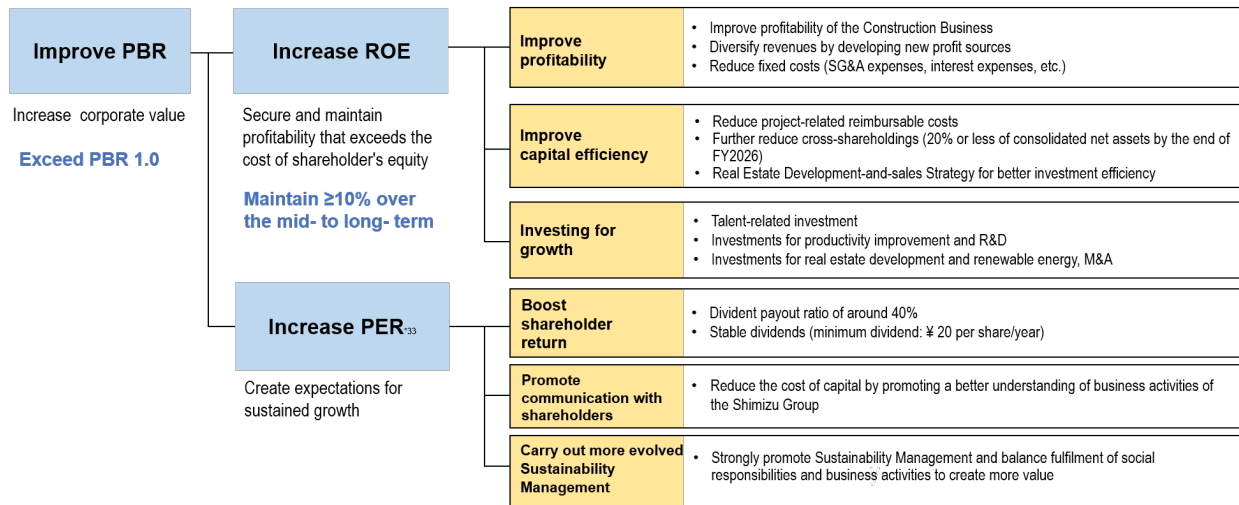 Improve PBR
Increase corporate value
Exceed PBR 1.0
Increase ROE
Secure and maintain
profitability that exceeds the
cost of shareholder's equity
Maintain ≥10% over
the mid- to long- term
Improve
profitability
• Improve profitability of the Construction Business
• Diversify revenues by developing new profit sources
• Reduce fixed costs (SG&A expenses, interest expenses, etc.)
Improve
capital efficiency
• Reduce project-related reimbursable costs
• Further reduce cross-shareholdings (20% or less of consolidated net assets by the end of
FY2026)
• Real Estate Development-and-sales Strategy for better investment efficiency
Investing for
growth
• Talent-related investment
• Investments for productivity improvement and R&D
• Investments for real estate development and renewable energy, M&A
Increase PER*33
Create expectations for
sustained growth
Boost
shareholder
return
• Divident payout ratio of around 40%
• Stable dividends (minimum dividend: ¥ 20 per share/year)
Promote
communication with
shareholders
• Reduce the cost of capital by promoting a better understanding of business activities of
the Shimizu Group
Carry out more evolved
Sustainability
Management
• Strongly promote Sustainability Management and balance fulfilment of social
responsibilities and business activities to create more value